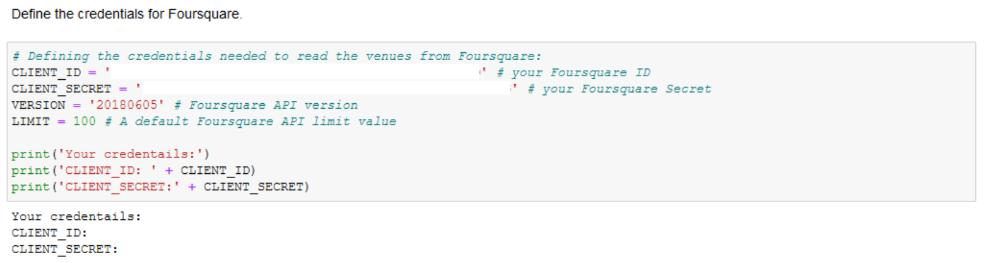 Define the credentials for Foursquare.
# Defining the credentials needed to read the venues from Foursquare:
CLIENT_ID = ' ' # your Foursquare ID
CLIENT_SECRET = ' ' # your Foursquare Secret
VERSION = '20180605' # Foursquare API version
LIMIT = 100 # A default Foursquare API limit value
print('Your credentails:')
print('CLIENT_ID: ' + CLIENT_ID)
print('CLIENT_SECRET:' + CLIENT_SECRET)
Your credentails:
CLIENT_ID:
CLIENT_SECRET: